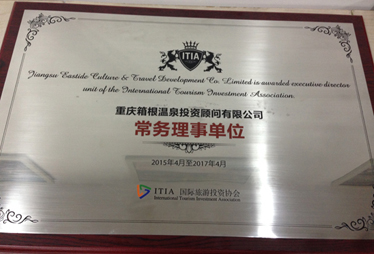 ITIA
Jiangsu Eastide Culture & Travel Development Co. Limited is awarded executive director
unit of the International Tourism Investment Association.
重庆箱根温泉投资顾问有限公司
常务理事单位
2015年4月至2017年4月
ITIA 国际旅游投资协会
International Tourism Investment Association